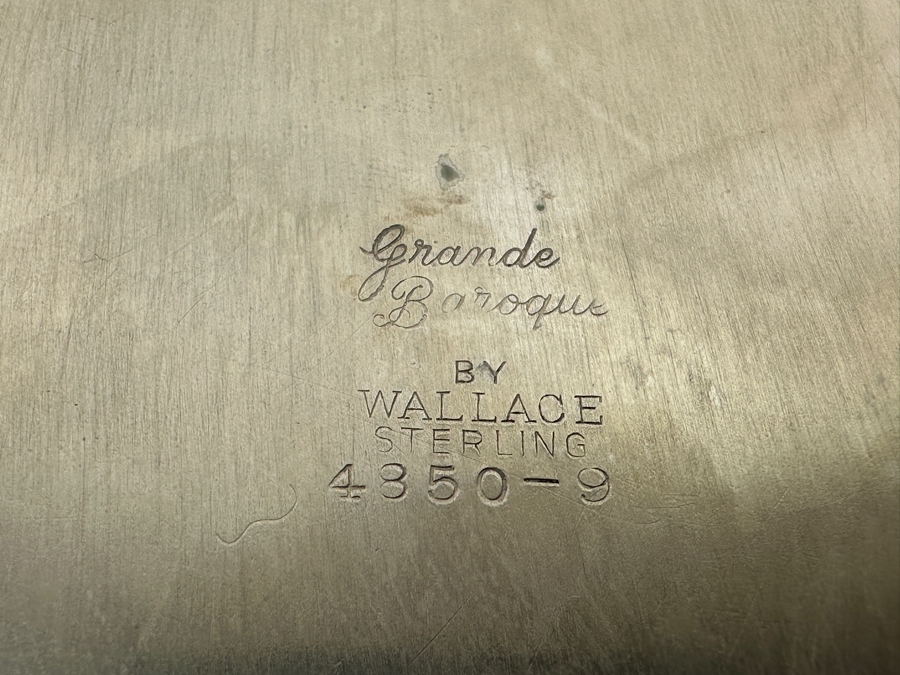 Grande
Baroque
BY
WALLACE
STERLING
4850-9